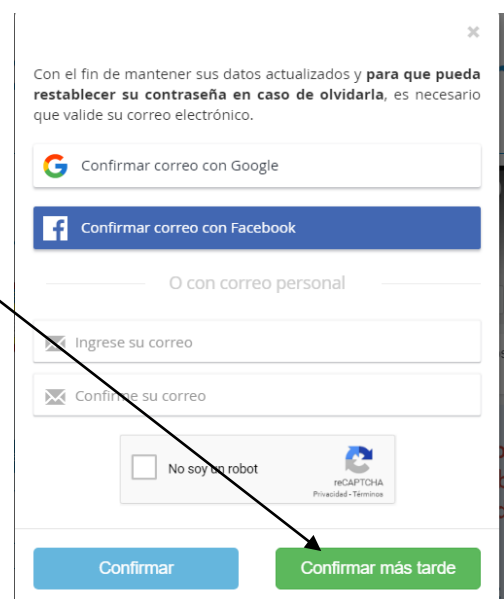 ×
Con el fin de mantener sus datos actualizados y para que pueda
restablecer su contraseña en caso de olvidarla, es necesario
que valide su correo electrónico.
Confirmar correo con Google
Confirmar correo con Facebook
O con correo personal
Ingrese su correo
Confirme su correo
No soy un robot
reCAPTCHA
Privacidad - Términos
Confirmar
Confirmar más tarde